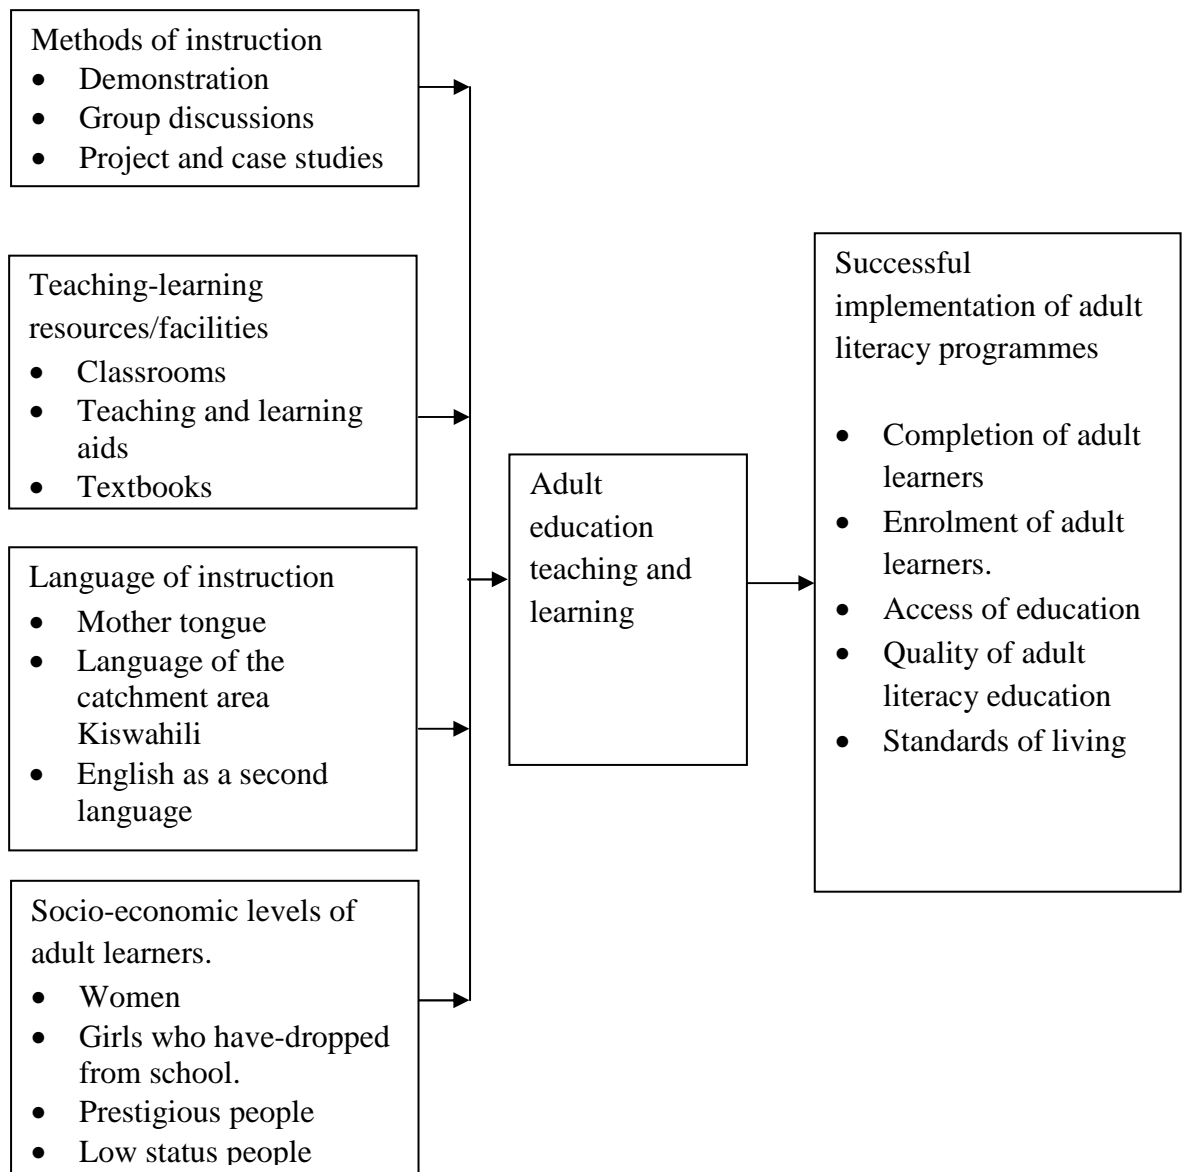 Methods of instruction
• Demonstration
• Group discussions
• Project and case studies
Teaching-learning
resources/facilities
• Classrooms
• Teaching and learning
aids
• Textbooks
Language of instruction
• Mother tongue
• Language of the
catchment area
Kiswahili
• English as a second
language
Socio-economic levels of
adult learners.
• Women
• Girls who have-dropped
from school.
• Prestigious people
• Low status people
Adult
education
teaching and
learning
Successful
implementation of adult
literacy programmes
• Completion of adult
learners
• Enrolment of adult
learners.
• Access of education
• Quality of adult
literacy education
• Standards of living